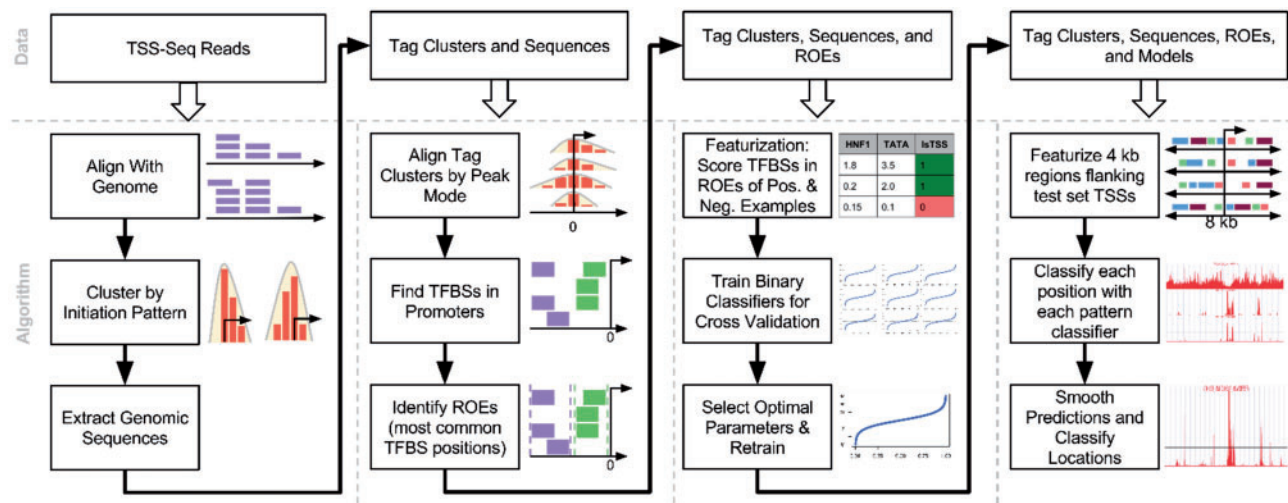 Data
TSS-Seq Reads
Tag Clusters and Sequences
Tag Clusters, Sequences, and
ROEs
Tag Clusters, Sequences, ROEs,
and Models
Algorithm
Align With
Genome
Cluster by
Initiation Pattern
Extract Genomic
Sequences
Align Tag
Clusters by Peak
Mode
0
Find TFBSs in
Promoters
0
Identify ROEs
(most common
TFBS positions)
0
Featurization:
Score TFBSs in
ROEs of Pos. &
Neg. Examples
HNF1 TATA IsTSS
1.8 3.5 1
0.2 2.0 1
0.15 0.1 0
Train Binary
Classifiers for
Cross Validation
Select Optimal
Parameters &
Retrain
Featurize 4 kb
regions flanking
test set TSSs
8 kb
Classify each
position with
each pattern
classifier
Smooth
Predictions and
Classify
Locations